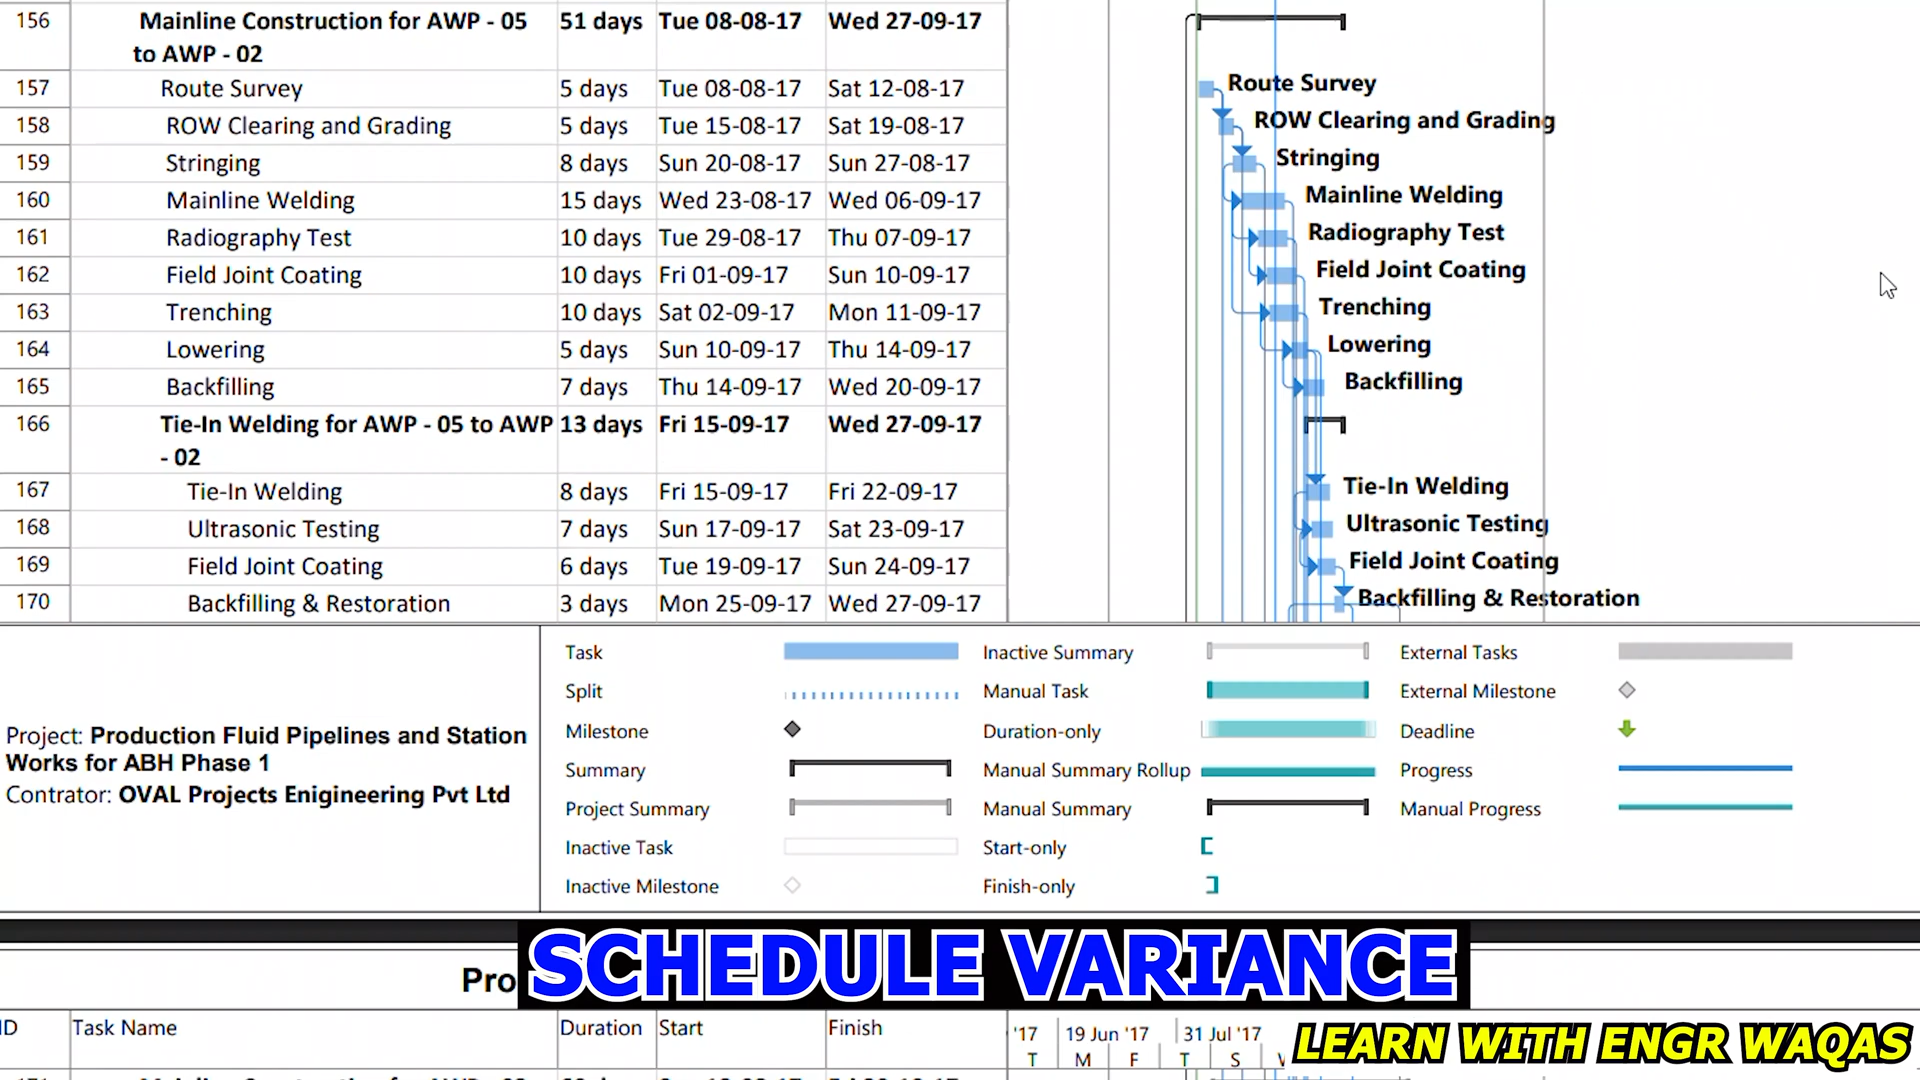 156 Mainline Construction for AWP - 05 51 days Tue 08-08-17 Wed 27-09-17
to AWP - 02
157 Route Survey 5 days Tue 08-08-17 Sat 12-08-17 Route Survey
158 ROW Clearing and Grading 5 days Tue 15-08-17 Sat 19-08-17 ROW Clearing and Grading
159 Stringing 8 days Sun 20-08-17 Sun 27-08-17 Stringing
160 Mainline Welding 15 days Wed 23-08-17 Wed 06-09-17 Mainline Welding
161 Radiography Test 10 days Tue 29-08-17 Thu 07-09-17 Radiography Test
162 Field Joint Coating 10 days Fri 01-09-17 Sun 10-09-17 Field Joint Coating
163 Trenching 10 days Sat 02-09-17 Mon 11-09-17 Trenching
164 Lowering 5 days Sun 10-09-17 Thu 14-09-17 Lowering
165 Backfilling 7 days Thu 14-09-17 Wed 20-09-17 Backfilling
166 Tie-In Welding for AWP - 05 to AWP 13 days Fri 15-09-17 Wed 27-09-17
- 02
167 Tie-In Welding 8 days Fri 15-09-17 Fri 22-09-17 Tie-In Welding
168 Ultrasonic Testing 7 days Sun 17-09-17 Sat 23-09-17 Ultrasonic Testing
169 Field Joint Coating 6 days Tue 19-09-17 Sun 24-09-17 Field Joint Coating
170 Backfilling & Restoration 3 days Mon 25-09-17 Wed 27-09-17 Backfilling & Restoration
Project: Production Fluid Pipelines and Station
Works for ABH Phase 1
Contrator: OVAL Projects Enigineering Pvt Ltd
Task Inactive Summary External Tasks
Split Manual Task External Milestone
Milestone Duration-only Deadline
Summary Manual Summary Rollup Progress
Project Summary Manual Summary Manual Progress
Inactive Task Start-only
Inactive Milestone Finish-only
Pro
SCHEDULE VARIANCE
ID Task Name Duration Start Finish '17 19 Jun '17 31 Jul '17
T M F T S
LEARN WITH ENGR WAQAS